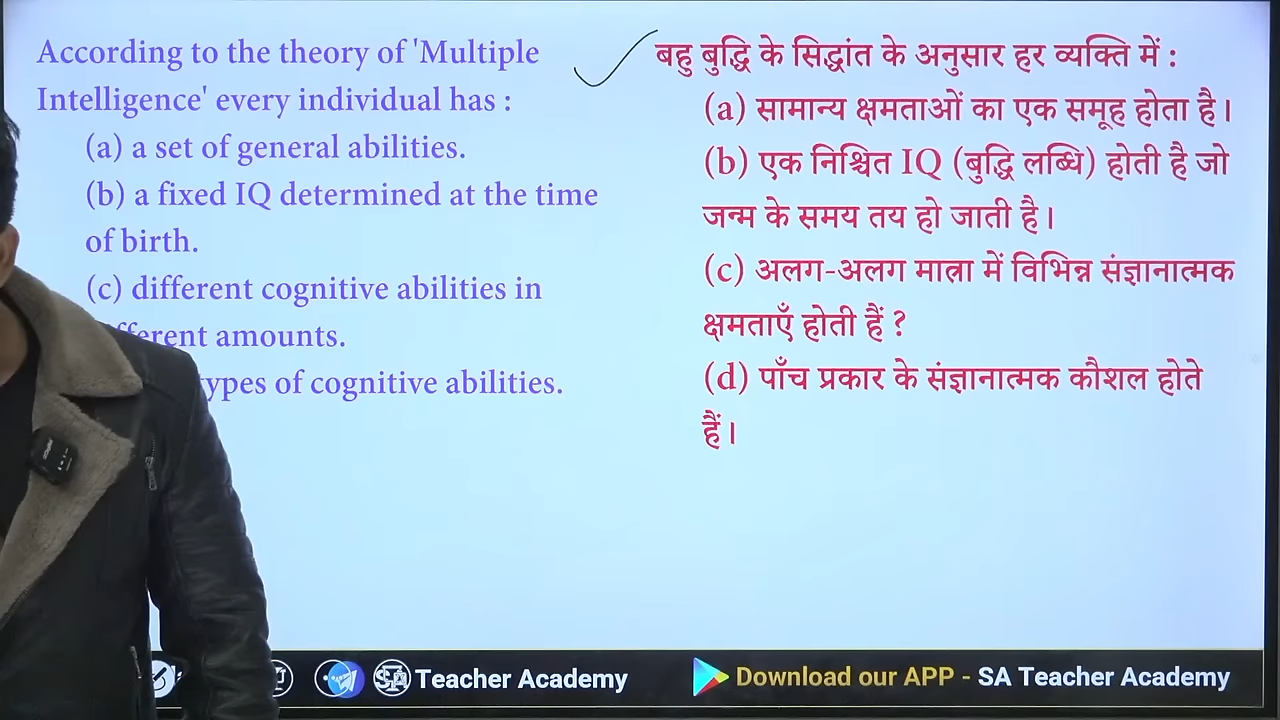 According to the theory of 'Multiple
Intelligence' every individual has :
(a) a set of general abilities.
(b) a fixed IQ determined at the time
of birth.
(c) different cognitive abilities in
amounts.
of cognitive abilities.
बहु बुद्धि के सिद्धांत के अनुसार हर व्यक्ति में :
(a) सामान्य क्षमताओं का एक समूह होता है।
(b) एक निश्चित IQ (बुद्धि लब्धि) होती है जो
जन्म के समय तय हो जाती है।
(c) अलग-अलग मात्रा में विभिन्न संज्ञानात्मक
क्षमताएँ होती हैं ?
(d) पाँच प्रकार के संज्ञानात्मक कौशल होते
हैं।
Teacher Academy
Download our APP - SA Teacher Academy